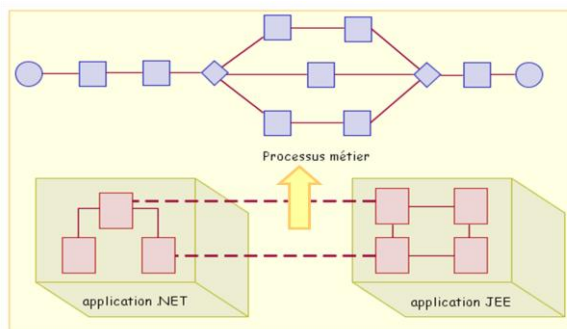 Processus métier
application .NET
application JEE